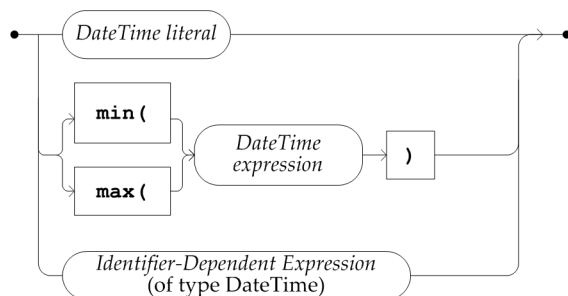 DateTime literal
min(
DateTime
expression
)
max(
Identifier-Dependent Expression
(of type DateTime)